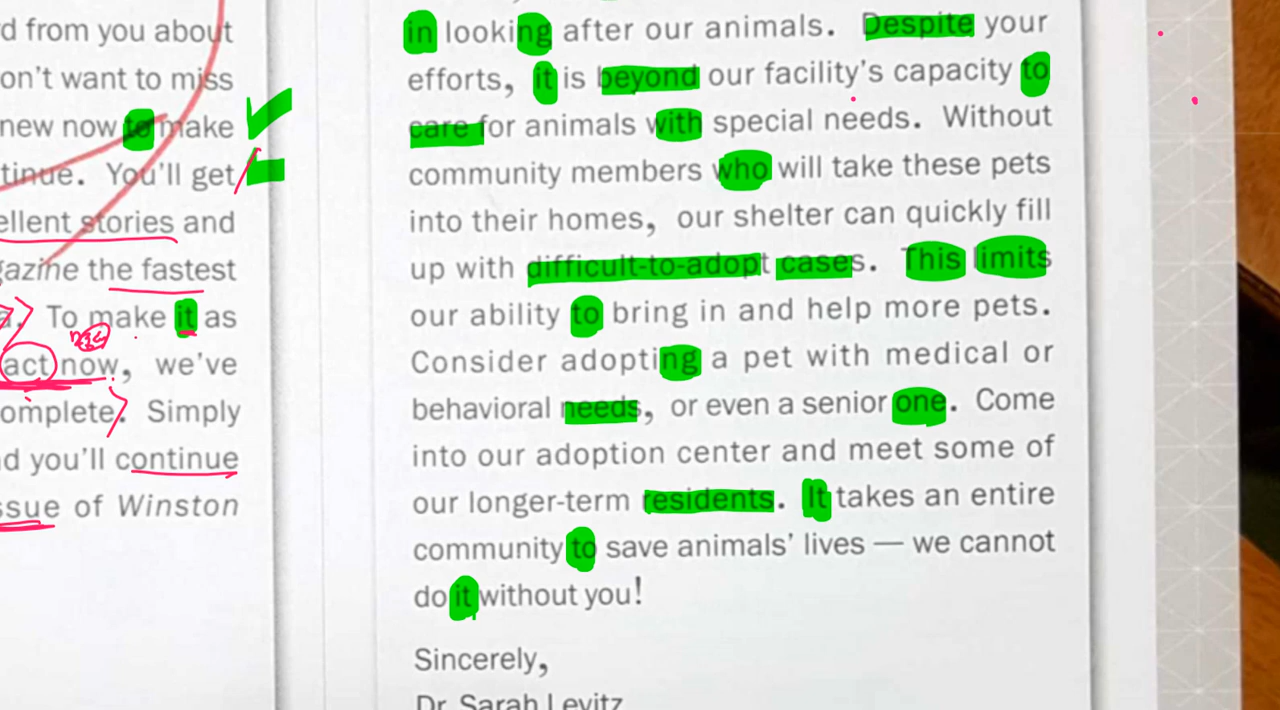 d from you about
on't want to miss
new now to make
tinue. You'll get
ellent stories and
gazine the fastest
To make it as
act now, we've
omplete. Simply
d you'll continue
ssue of Winston
in looking after our animals. Despite your
efforts, it is beyond our facility's capacity to
care for animals with special needs. Without
community members who will take these pets
into their homes, our shelter can quickly fill
up with difficult-to-adopt cases. This limits
our ability to bring in and help more pets.
Consider adopting a pet with medical or
behavioral needs, or even a senior one. Come
into our adoption center and meet some of
our longer-term residents. It takes an entire
community to save animals' lives — we cannot
do it without you!
Sincerely,
Dr. Sarah Levitz